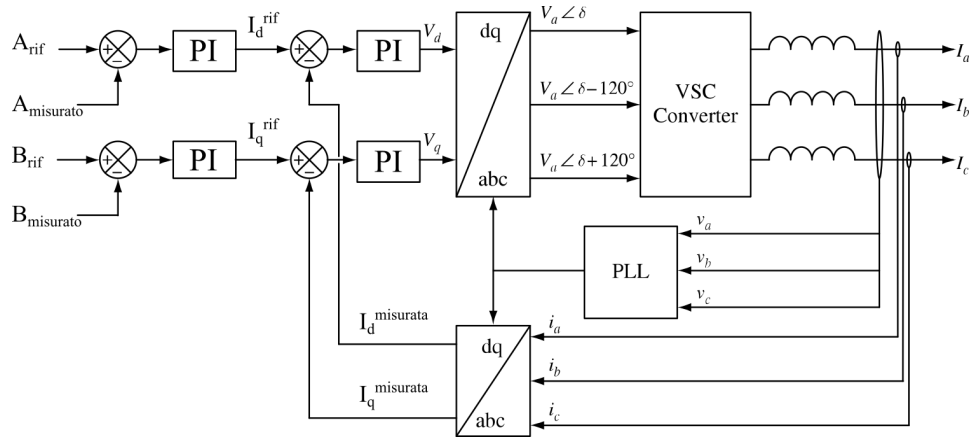 A_rif
A_misurato
B_rif
B_misurato
+
−
PI
I_d^rif
+
−
PI
V_d
+
−
PI
I_q^rif
+
−
PI
V_q
dq
abc
V_a∠δ
V_a∠δ−120°
V_a∠δ+120°
VSC
Converter
I_a
I_b
I_c
PLL
v_a
v_b
v_c
I_d^misurata
I_q^misurata
dq
abc
i_a
i_b
i_c